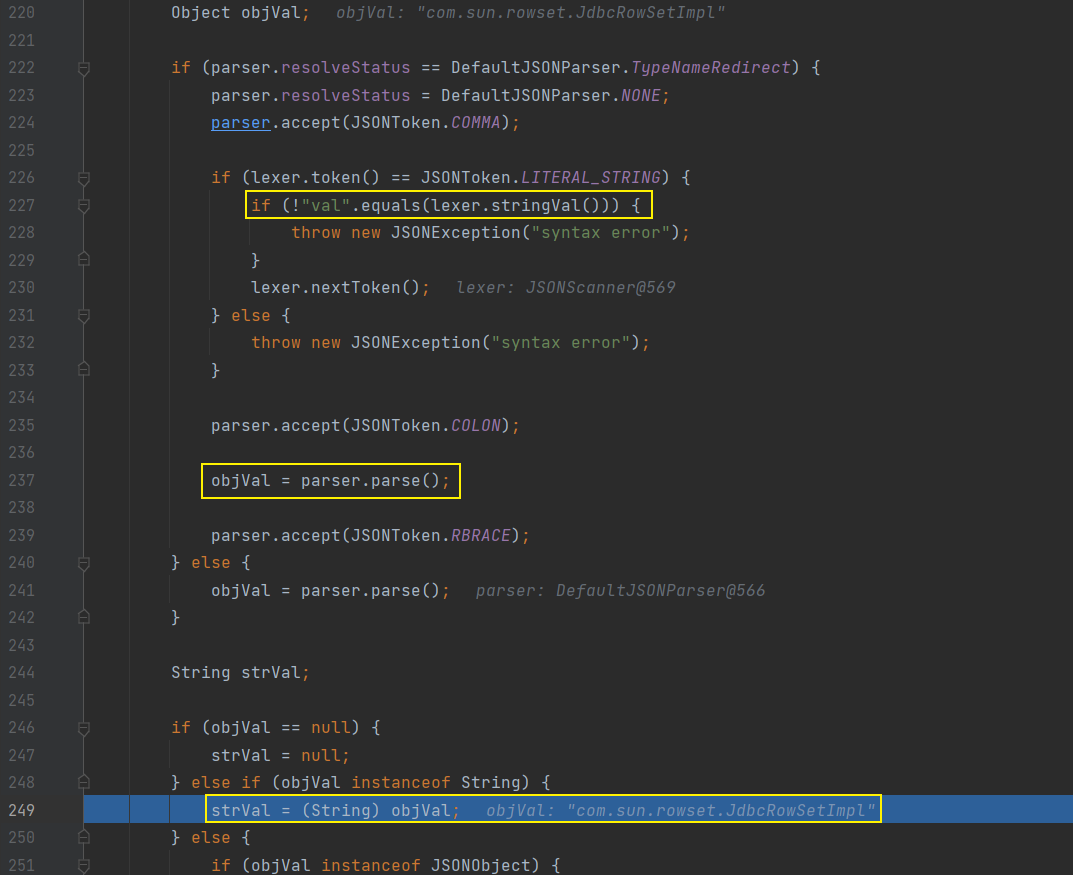 220 Object objVal; objVal: "com.sun.rowset.JdbcRowSetImpl"
221
222 if (parser.resolveStatus == DefaultJSONParser.TypeNameRedirect) {
223 parser.resolveStatus = DefaultJSONParser.NONE;
224 parser.accept(JSONToken.COMMA);
225
226 if (lexer.token() == JSONToken.LITERAL_STRING) {
227 if (!"val".equals(lexer.stringVal())) {
228 throw new JSONException("syntax error");
229 }
230 lexer.nextToken(); lexer: JSONScanner@569
231 } else {
232 throw new JSONException("syntax error");
233 }
234
235 parser.accept(JSONToken.COLON);
236
237 objVal = parser.parse();
238
239 parser.accept(JSONToken.RBRACE);
240 } else {
241 objVal = parser.parse(); parser: DefaultJSONParser@566
242 }
243
244 String strVal;
245
246 if (objVal == null) {
247 strVal = null;
248 } else if (objVal instanceof String) {
249 strVal = (String) objVal; objVal: "com.sun.rowset.JdbcRowSetImpl"
250 } else {
251 if (objVal instanceof JSONObject) {